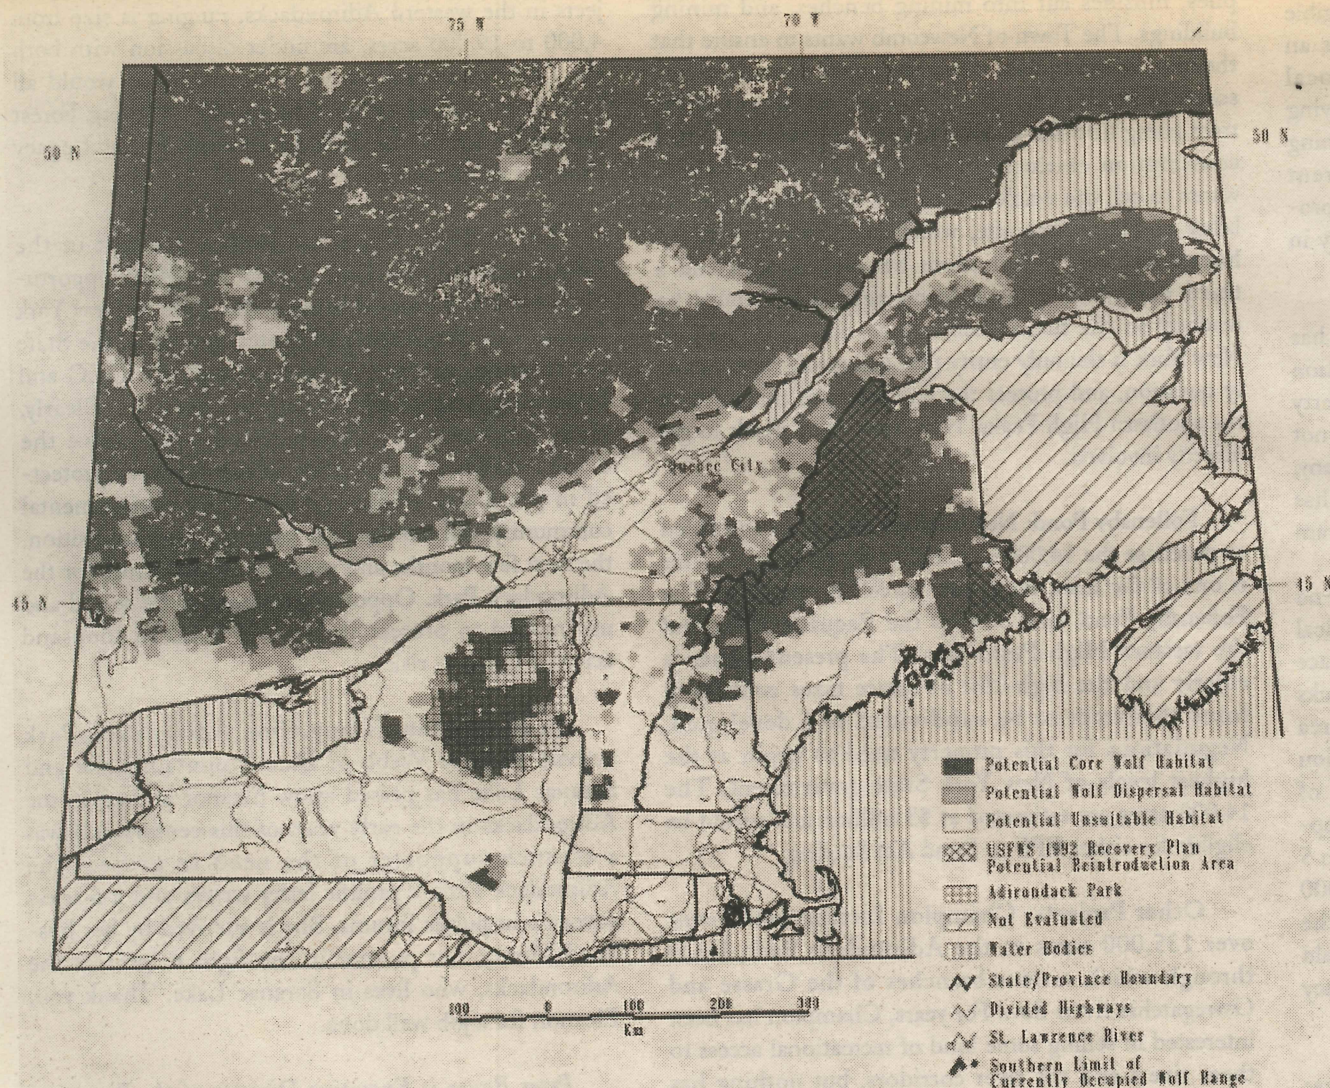 75 W
70 W
50 N
50 N
Quebec City
45 N
45 N
Potential Core Wolf Habitat
Potential Wolf Dispersal Habitat
Potential Unsuitable Habitat
USFWS 1992 Recovery Plan
Potential Reintroduction Area
Adirondack Park
Not Evaluated
Water Bodies
State/Province Boundary
Divided Highways
St. Lawrence River
Southern Limit of
Currently Occupied Wolf Range
100 0 100 200 300
Km